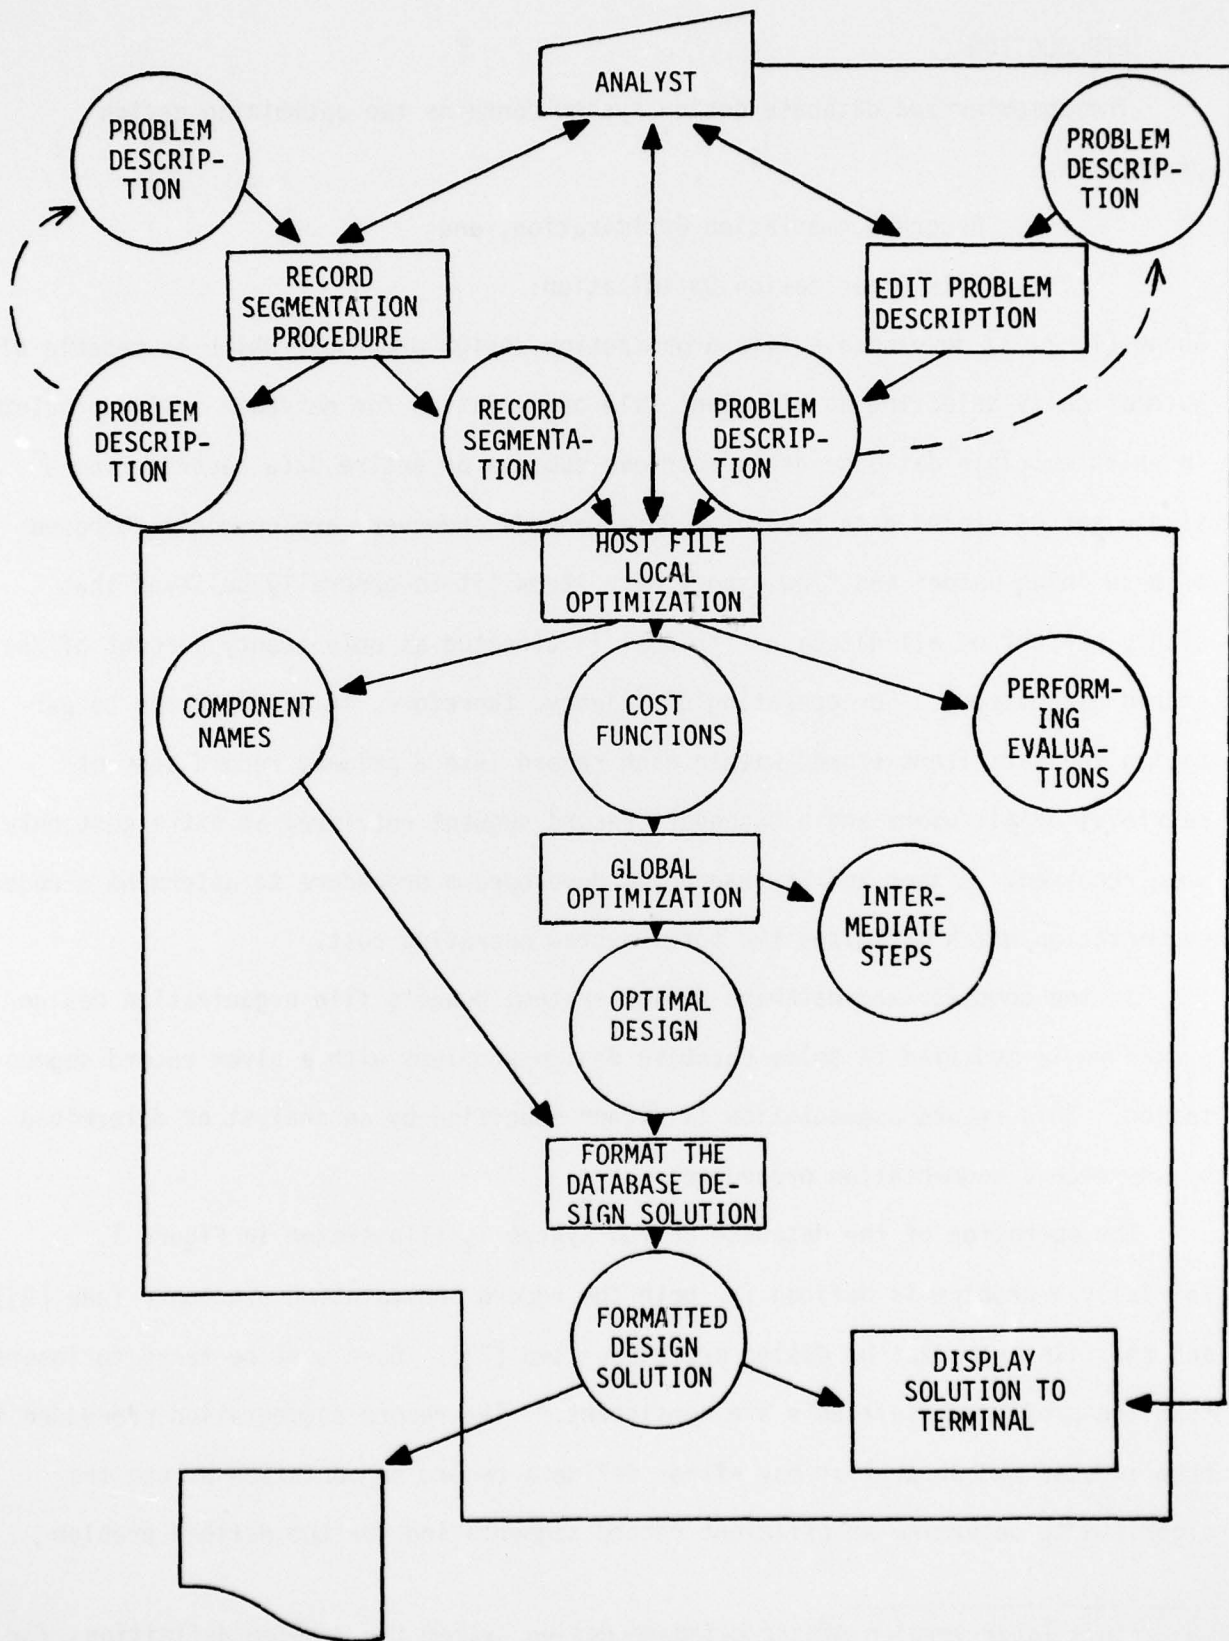 ANALYST
PROBLEM
DESCRIP-
TION
PROBLEM
DESCRIP-
TION
RECORD
SEGMENTATION
PROCEDURE
EDIT PROBLEM
DESCRIPTION
PROBLEM
DESCRIP-
TION
RECORD
SEGMENTA-
TION
PROBLEM
DESCRIP-
TION
HOST FILE
LOCAL
OPTIMIZATION
COMPONENT
NAMES
COST
FUNCTIONS
PERFORM-
ING
EVALUA-
TIONS
GLOBAL
OPTIMIZATION
INTER-
MEDIATE
STEPS
OPTIMAL
DESIGN
FORMAT THE
DATABASE DE-
SIGN SOLUTION
FORMATTED
DESIGN
SOLUTION
DISPLAY
SOLUTION TO
TERMINAL